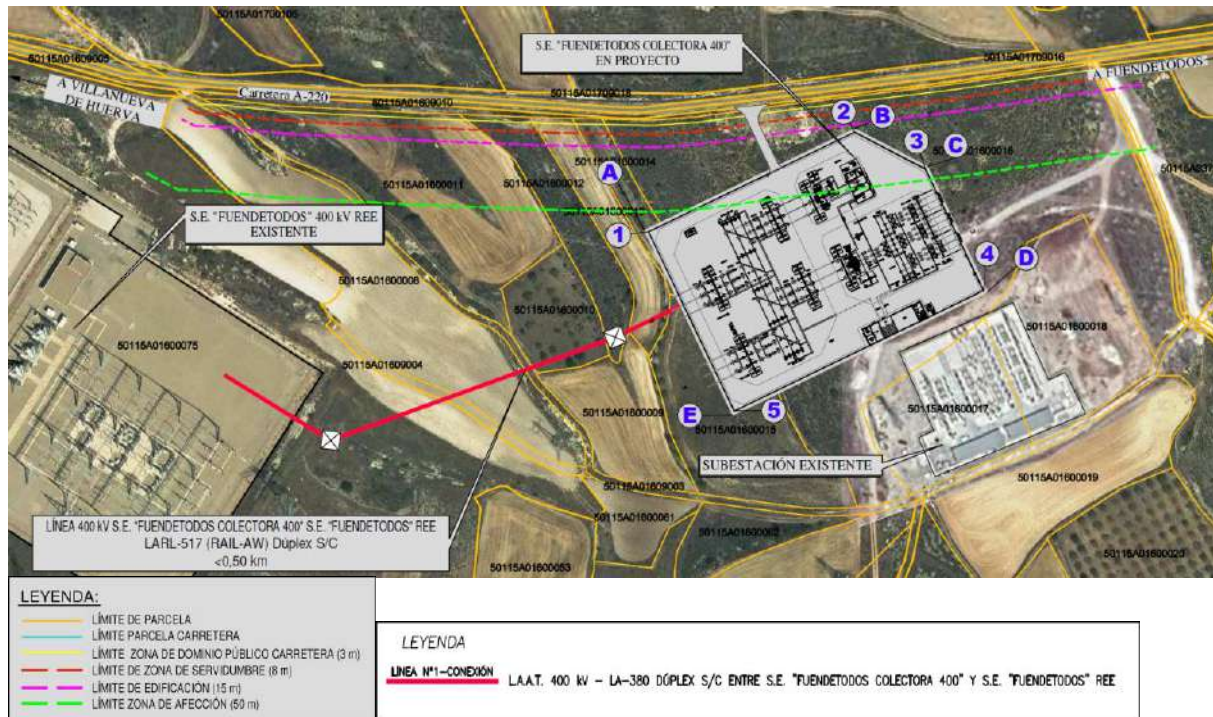 50115A01700106
50115A01609005
A VILLANUEVA
DE HUERVA
Carretera A-220
50115A01609010
50115A01709018
S.E. "FUENDETODOS COLECTORA 400"
EN PROYECTO
50115A01709016
A FUENDETODOS
2
B
3
C
50115A01600014
50115A01600016
A
50115A01600011
50115A01600012
S.E. "FUENDETODOS" 400 kV REE
EXISTENTE
1
4
D
50115A01600008
50115A01600010
50115A01600018
50115A01600075
50115A01609004
50115A01600009
E
5
50115A01600015
50115A01600017
SUBESTACIÓN EXISTENTE
50115A01600019
50115A01609003
50115A01600061
50115A01600062
50115A01600020
50115A01600053
LÍNEA 400 kV S.E. "FUENDETODOS COLECTORA 400" S.E. "FUENDETODOS" REE
LARL-517 (RAIL-AW) Dúplex S/C
<0,50 km
LEYENDA:
LÍMITE DE PARCELA
LÍMITE PARCELA CARRETERA
LÍMITE ZONA DE DOMINIO PÚBLICO CARRETERA (3 m)
LÍMITE DE ZONA DE SERVIDUMBRE (8 m)
LÍMITE DE EDIFICACIÓN (15 m)
LÍMITE ZONA DE AFECCIÓN (50 m)
LEYENDA
LINEA Nº1-CONEXIÓN
L.A.A.T. 400 kV - LA-380 DÚPLEX S/C ENTRE S.E. "FUENDETODOS COLECTORA 400" Y S.E. "FUENDETODOS" REE